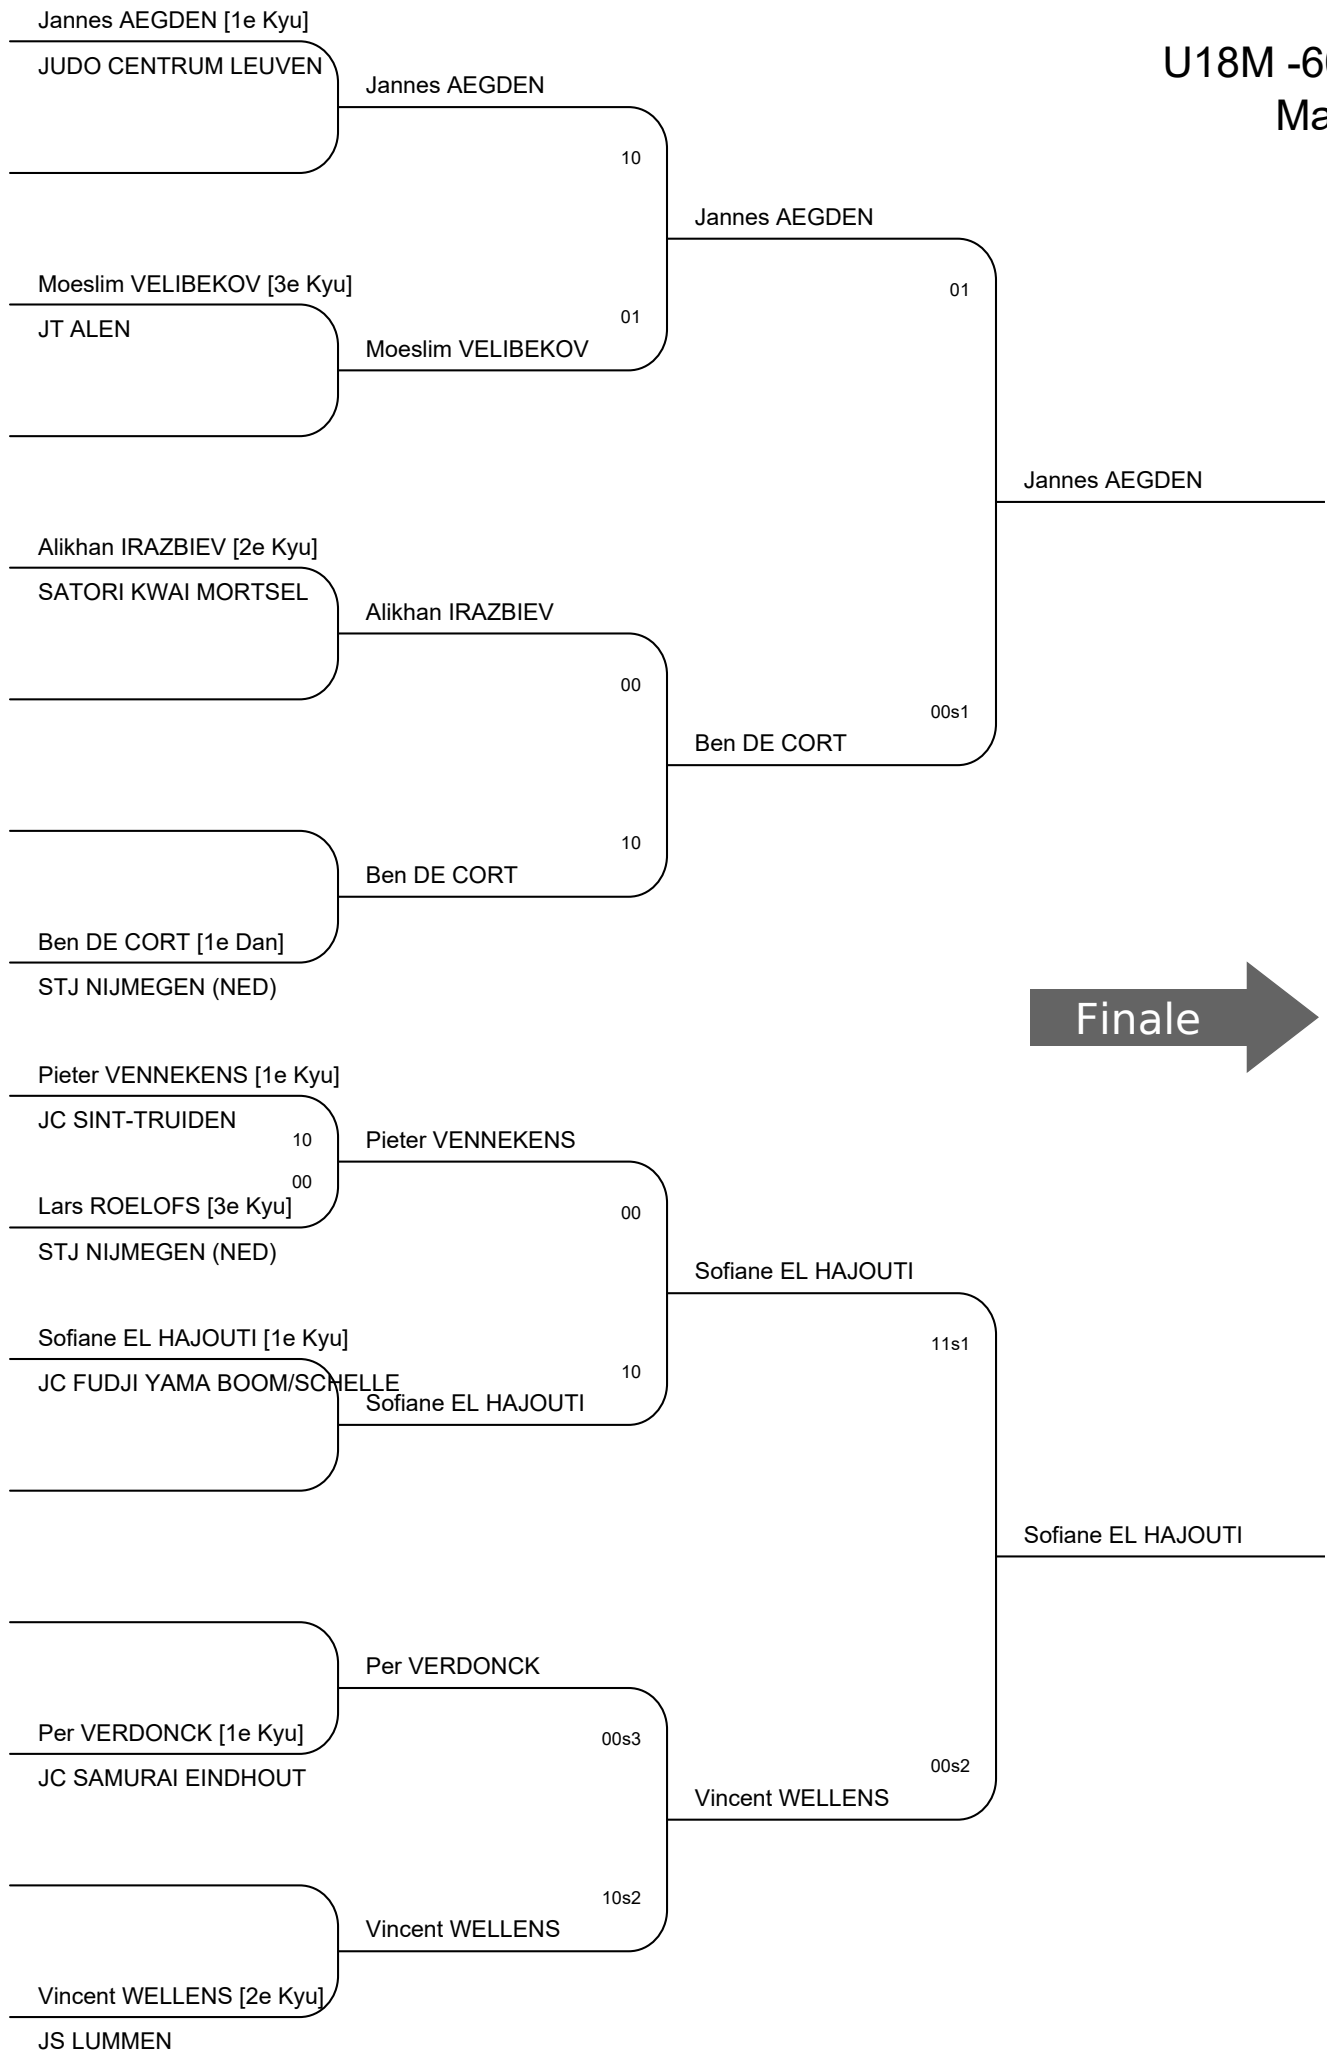 Jannes AEGDEN [1e Kyu]
JUDO CENTRUM LEUVEN
Jannes AEGDEN
U18M -6
Ma
10
Jannes AEGDEN
Moeslim VELIBEKOV [3e Kyu]
01
01
JT ALEN
Moeslim VELIBEKOV
Jannes AEGDEN
Alikhan IRAZBIEV [2e Kyu]
SATORI KWAI MORTSEL
Alikhan IRAZBIEV
00
00s1
Ben DE CORT
10
Ben DE CORT
Ben DE CORT [1e Dan]
STJ NIJMEGEN (NED)
Finale
Pieter VENNEKENS [1e Kyu]
JC SINT-TRUIDEN
10
Pieter VENNEKENS
00
Lars ROELOFS [3e Kyu]
00
STJ NIJMEGEN (NED)
Sofiane EL HAJOUTI
Sofiane EL HAJOUTI [1e Kyu]
11s1
10
JC FUDJI YAMA BOOM/SCHELLE
Sofiane EL HAJOUTI
Sofiane EL HAJOUTI
Per VERDONCK
Per VERDONCK [1e Kyu]
00s3
00s2
JC SAMURAI EINDHOUT
Vincent WELLENS
10s2
Vincent WELLENS
Vincent WELLENS [2e Kyu]
JS LUMMEN